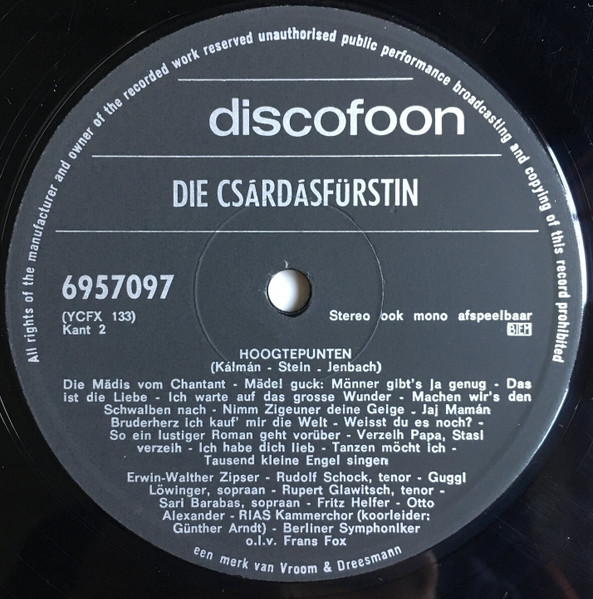 All rights of the manufacturer and owner of the recorded work reserved unauthorised public performance broadcasting and copying of this record prohibited
discofoon
DIE CSÁRDÁSFÜRSTIN
6957097
(YCFX 133)
Kant 2
Stereo ook mono afspeelbaar
BIEM
HOOGTEPUNTEN
(Kálmán - Stein - Jenbach)
Die Mädis vom Chantant - Mädel guck: Männer gibt's ja genug - Das
ist die Liebe - Ich warte auf das grosse Wunder - Machen wir's den
Schwalben nach - Nimm Zigeuner deine Geige - Jaj Mamán
Bruderherz ich kauf' mir die Welt - Weisst du es noch? -
So ein lustiger Roman geht vorüber - Verzeih Papa, Stasi
verzeih - Ich habe dich lieb - Tanzen möcht ich -
Tausend kleine Engel singen
Erwin-Walther Zipser - Rudolf Schock, tenor - Guggl
Löwinger, sopraan - Rupert Glawitsch, tenor -
Sari Barabas, sopraan - Fritz Helfer - Otto
Alexander - RIAS Kammerchor (koorleider:
Günther Arndt) - Berliner Symphoniker
o.l.v. Frans Fox
een merk van Vroom & Dreesmann